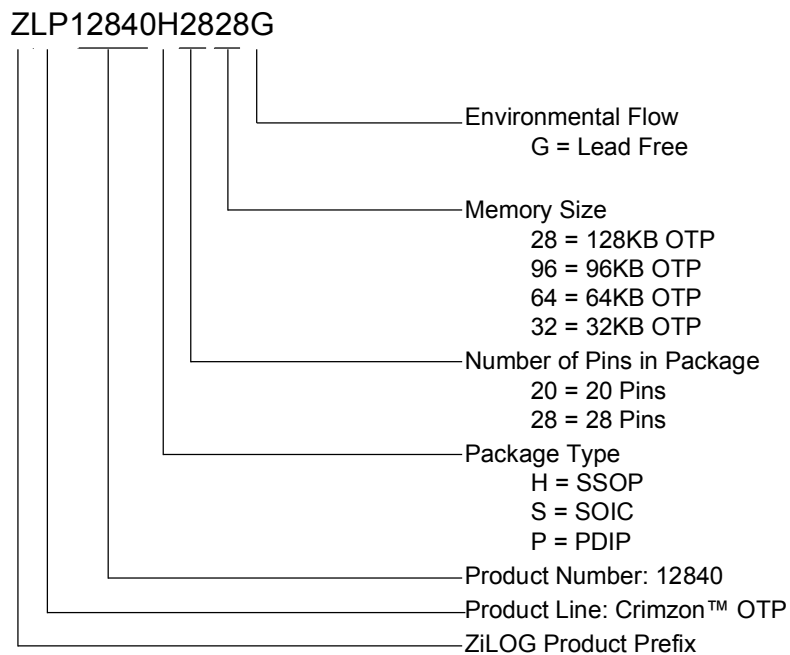 ZLP12840H2828G
Environmental Flow
G = Lead Free
Memory Size
28 = 128KB OTP
96 = 96KB OTP
64 = 64KB OTP
32 = 32KB OTP
Number of Pins in Package
20 = 20 Pins
28 = 28 Pins
Package Type
H = SSOP
S = SOIC
P = PDIP
Product Number: 12840
Product Line: Crimzon™ OTP
ZiLOG Product Prefix